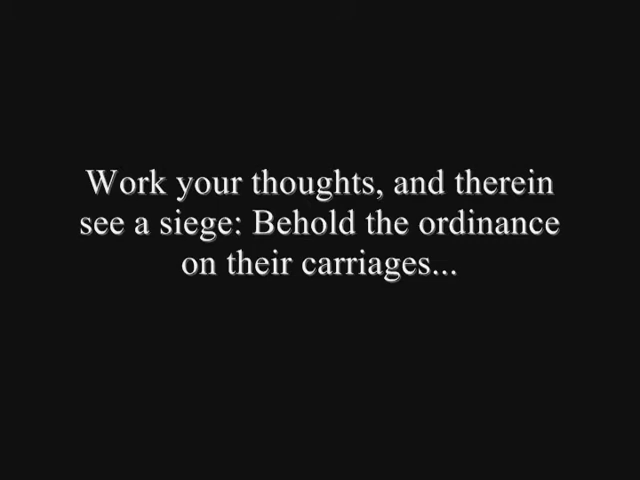 Work your thoughts, and therein
see a siege: Behold the ordinance
on their carriages...